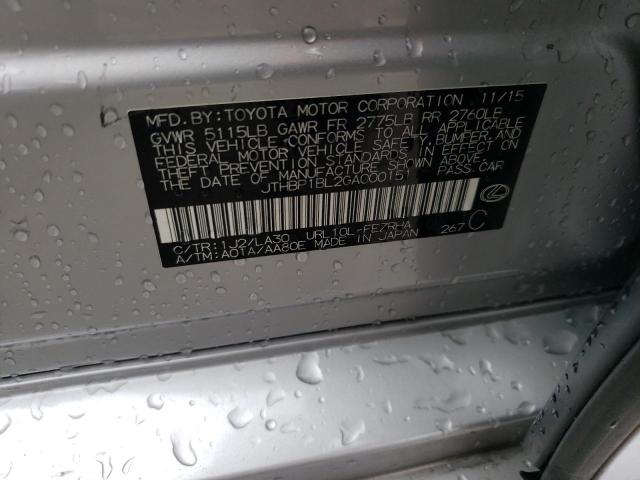 MFD. BY: TOYOTA MOTOR CORPORATION 11/15
GVWR 5115LB GAWR FR 2775LB RR 2760LB
THIS VEHICLE CONFORMS TO ALL APPLICABLE
FEDERAL MOTOR VEHICLE SAFETY, BUMPER, AND
THEFT PREVENTION STANDARDS IN EFFECT ON
THE DATE OF MANUFACTURE SHOWN ABOVE.
JTHBP1BL2GA000151 PASS.CAR
C/TR: 1J2/LA30 URL10L-FEZRHA 267 C
A/TM: A01A/AA80E MADE IN JAPAN